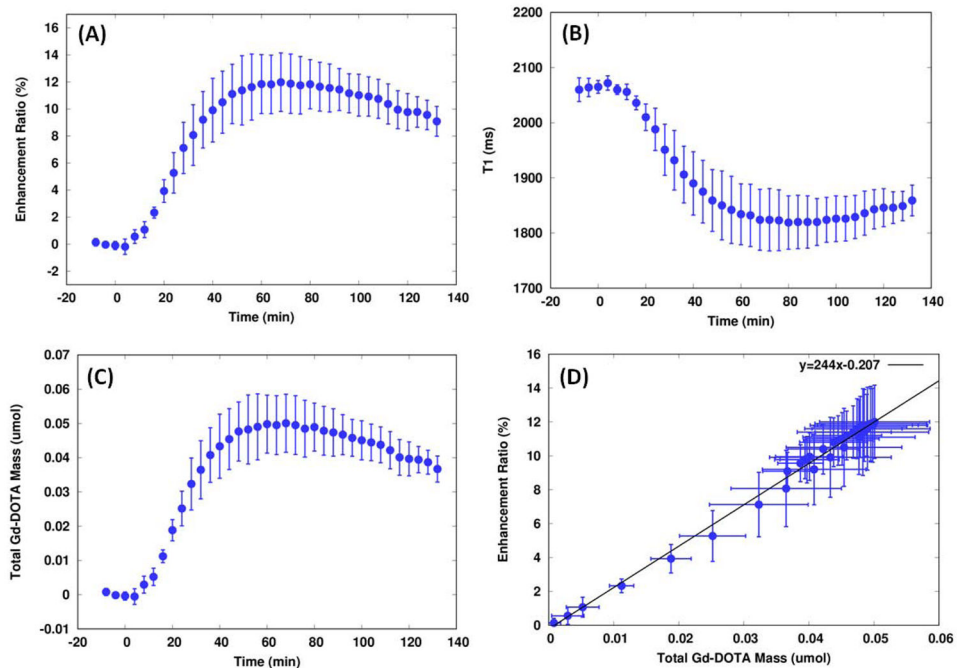 (A)
Enhancement Ratio (%)
16
14
12
10
8
6
4
2
0
-2
-20 0 20 40 60 80 100 120 140
Time (min)
(B)
T1 (ms)
2200
2100
2000
1900
1800
1700
-20 0 20 40 60 80 100 120 140
Time (min)
(C)
Total Gd-DOTA Mass (umol)
0.07
0.06
0.05
0.04
0.03
0.02
0.01
0
-0.01
-20 0 20 40 60 80 100 120 140
Time (min)
(D)
y=244x-0.207
Enhancement Ratio (%)
16
14
12
10
8
6
4
2
0
0 0.01 0.02 0.03 0.04 0.05 0.06
Total Gd-DOTA Mass (umol)